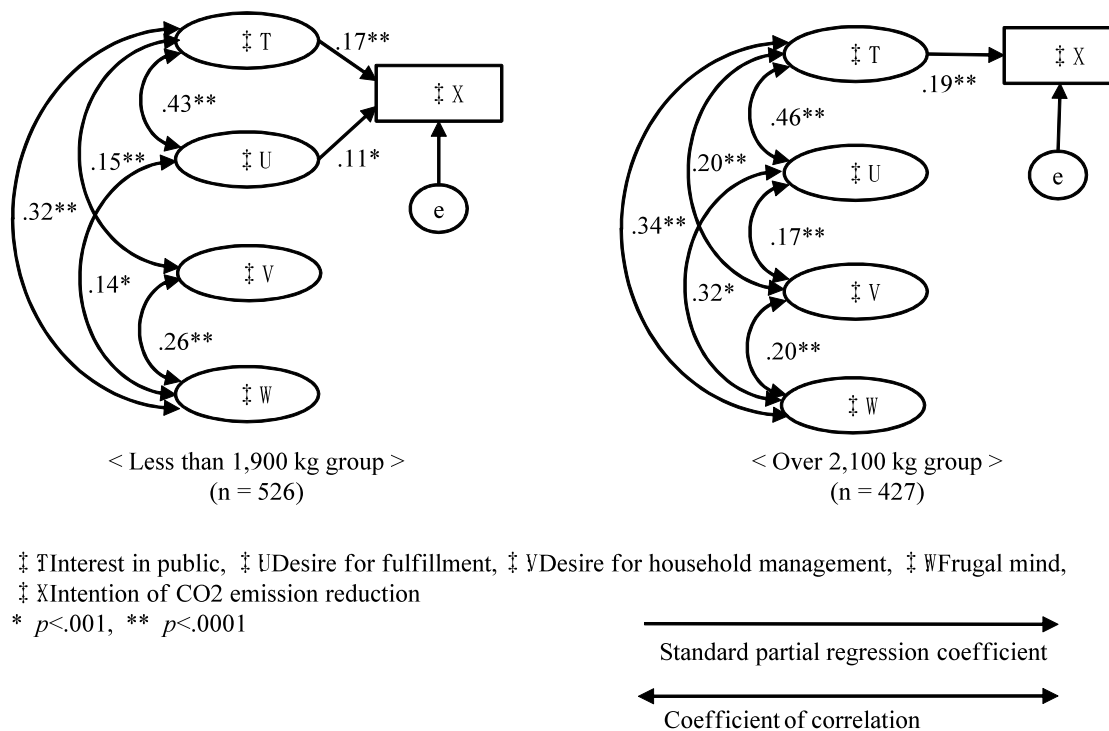 ‡ T
.17**
‡ X
.43**
‡ U
.11*
.15**
e
.32**
‡ V
.14*
.26**
‡ W
< Less than 1,900 kg group >
(n = 526)
‡ T
.19**
‡ X
.46**
.20**
‡ U
e
.34**
.17**
.32*
‡ V
.20**
‡ W
< Over 2,100 kg group >
(n = 427)
‡ TInterest in public, ‡ UDesire for fulfillment, ‡ VDesire for household management, ‡ WFrugal mind,
‡ XIntention of CO2 emission reduction
* p<.001, ** p<.0001
Standard partial regression coefficient
Coefficient of correlation